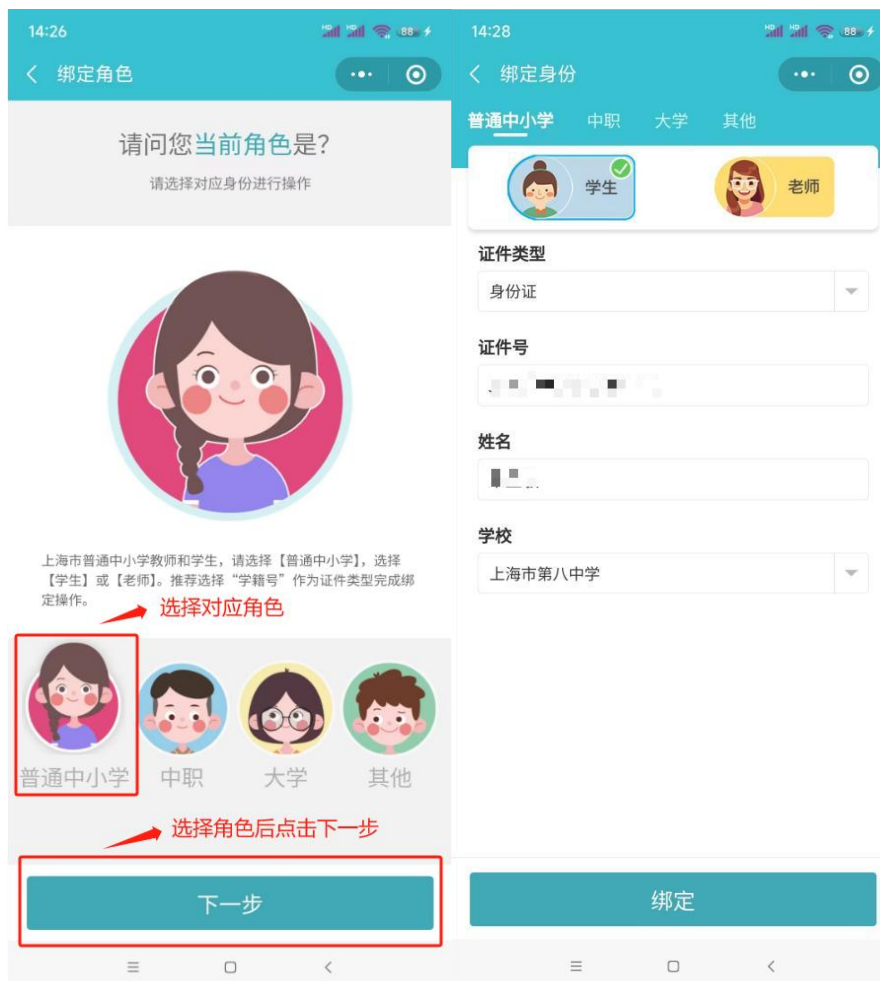 14:26
HD HD 88
绑定角色
请问您当前角色是?
请选择对应身份进行操作
上海市普通中小学教师和学生，请选择【普通中小学】，选择
【学生】或【老师】。推荐选择“学籍号”作为证件类型完成绑
定操作。
选择对应角色
普通中小学 中职 大学 其他
选择角色后点击下一步
下一步
14:28
HD HD 88
绑定身份
普通中小学 中职 大学 其他
学生 老师
证件类型
身份证
证件号
姓名
学校
上海市第八中学
绑定